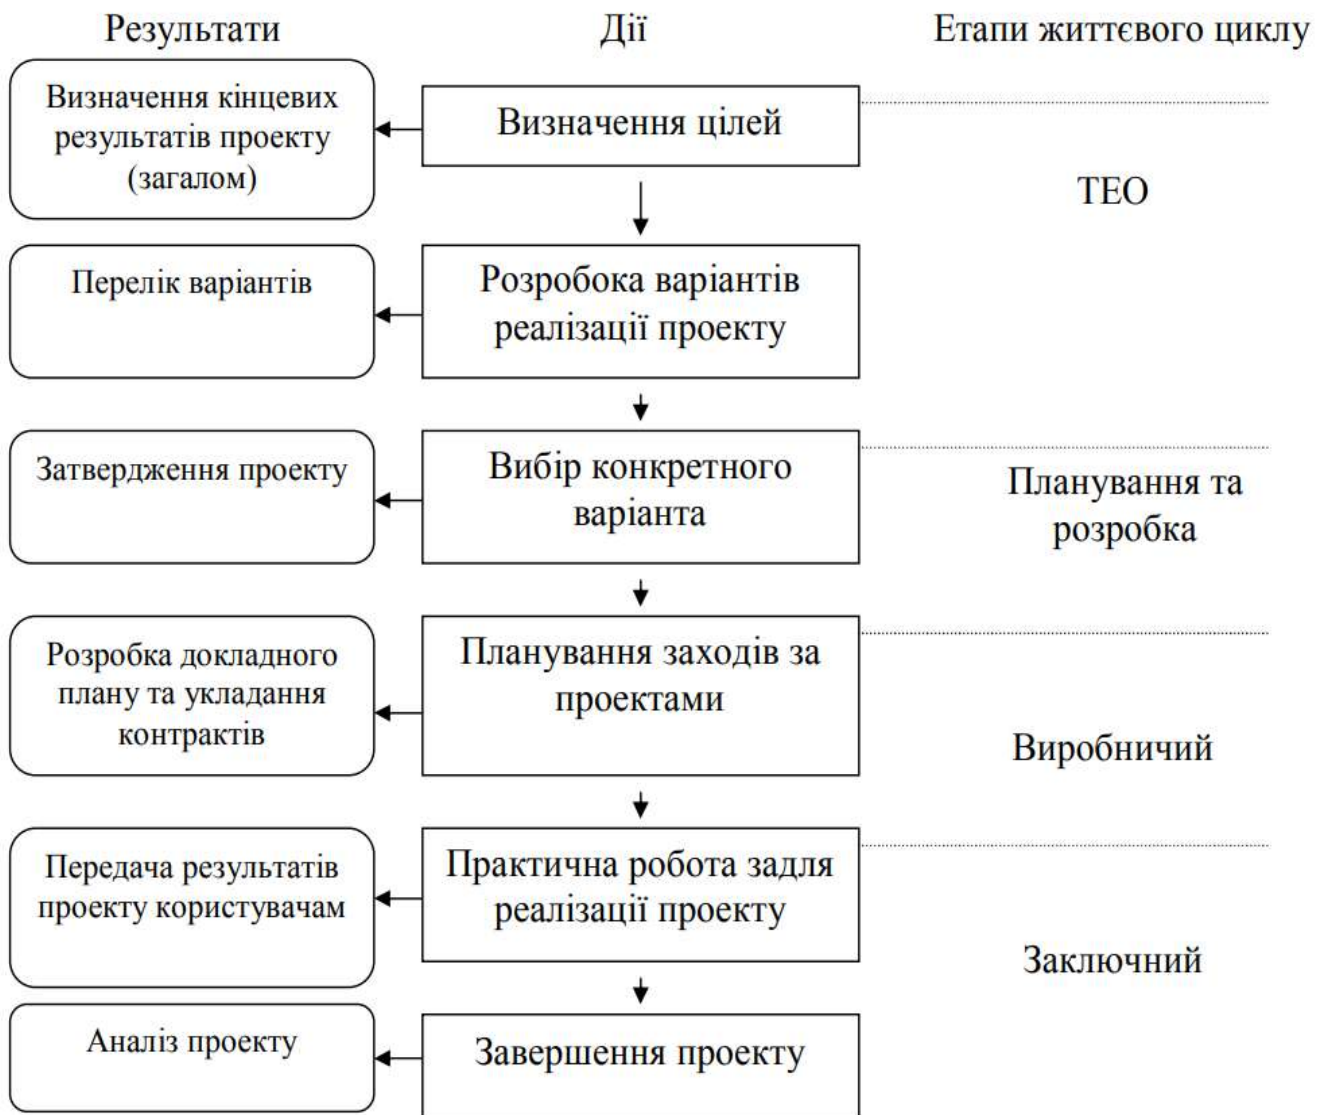 Результати
Дії
Етапи життєвого циклу
Визначення кінцевих
результатів проекту
(загалом)
Визначення цілей
ТЕО
Перелік варіантів
Розробока варіантів
реалізації проекту
Затвердження проекту
Вибір конкретного
варіанта
Планування та
розробка
Розробка докладного
плану та укладання
контрактів
Планування заходів за
проектами
Виробничий
Передача результатів
проекту користувачам
Практична робота задля
реалізації проекту
Заключний
Аналіз проекту
Завершення проекту